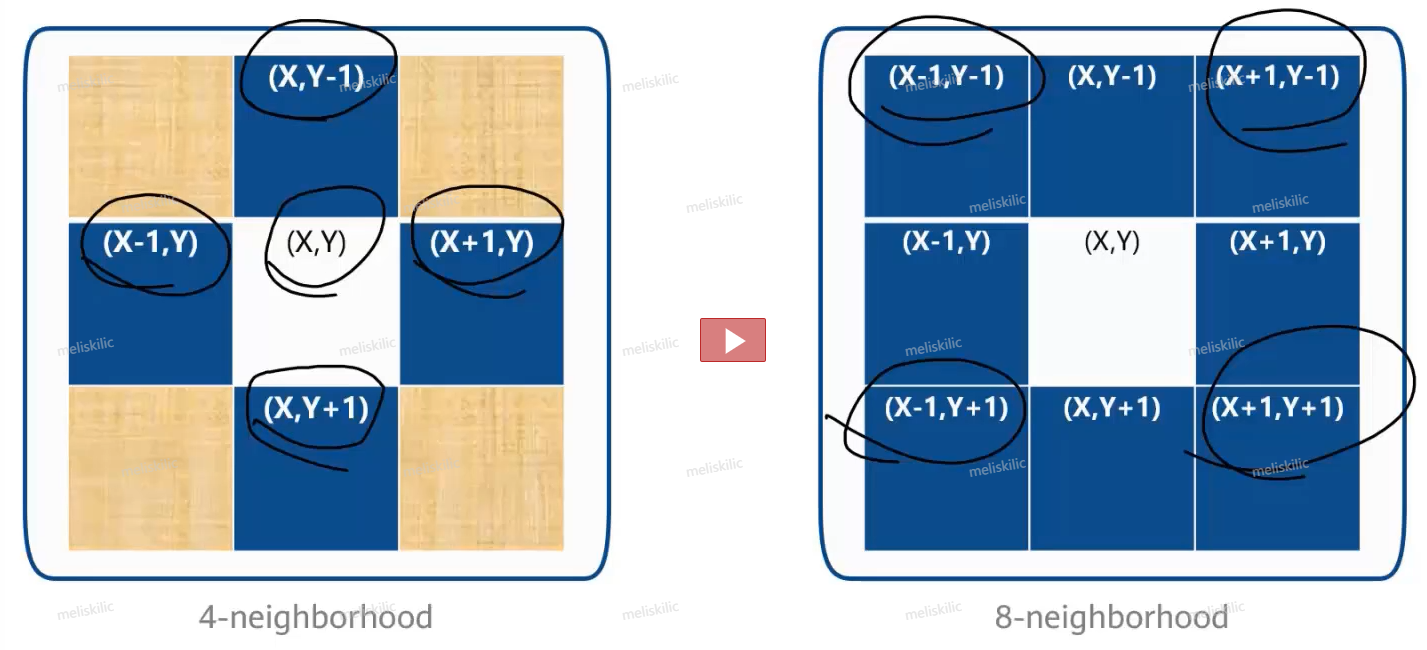 (X,Y-1)
(X-1,Y) (X,Y) (X+1,Y)
(X,Y+1)
4-neighborhood
(X-1,Y-1) (X,Y-1) (X+1,Y-1)
(X-1,Y) (X,Y) (X+1,Y)
(X-1,Y+1) (X,Y+1) (X+1,Y+1)
8-neighborhood
meliskilic